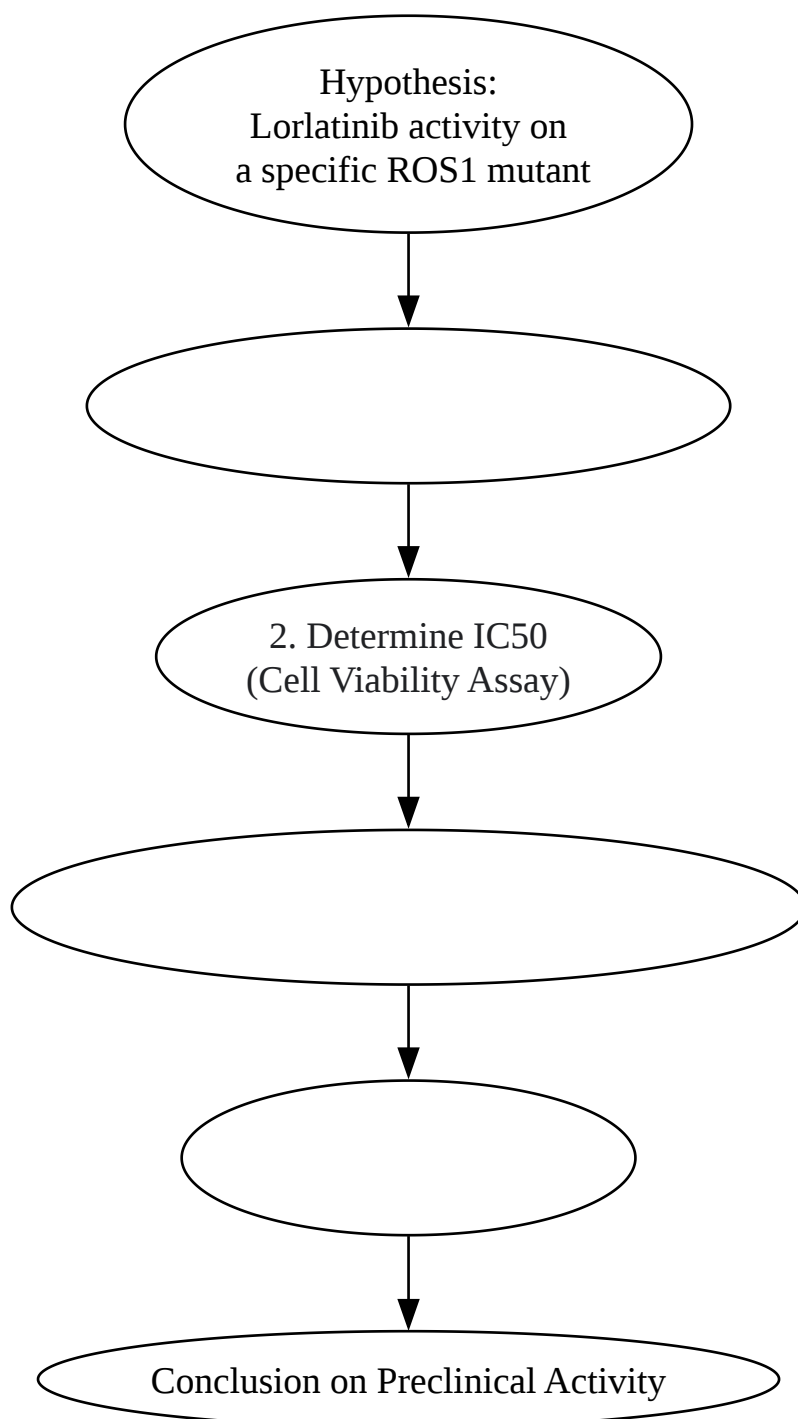 Hypothesis:
Lorlatinib activity on
a specific ROS1 mutant
2. Determine IC50
(Cell Viability Assay)
Conclusion on Preclinical Activity